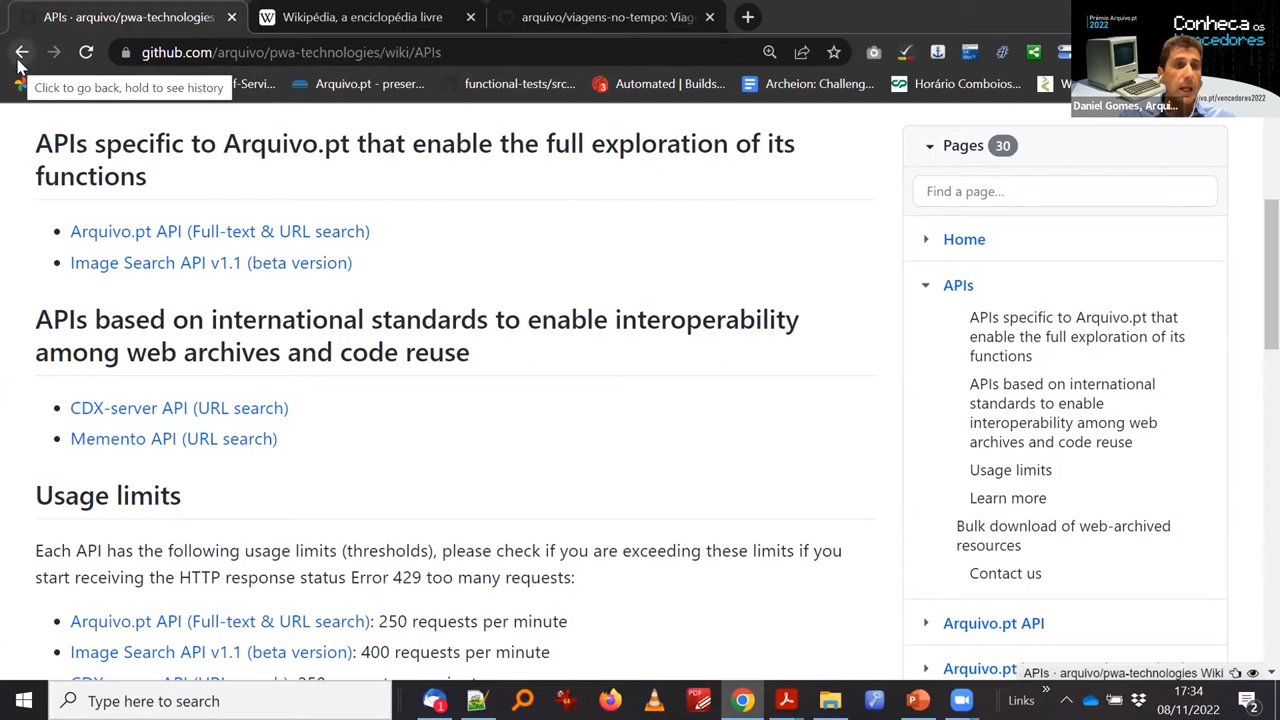 APIs · arquivo/pwa-technologies
Wikipédia, a enciclopédia livre
arquivo/viagens-no-tempo: Viag
github.com/arquivo/pwa-technologies/wiki/APIs
Click to go back, hold to see history
f-Servi...
Arquivo.pt - preser...
functional-tests/src...
Automated | Builds...
Archeion: Challeng...
Horário Comboios...
Prémio Arquivo.pt
2022
Conheça os
Vencedores
arquivo.pt/vencedores2022
Daniel Gomes, Arqui...
APIs specific to Arquivo.pt that enable the full exploration of its
functions
• Arquivo.pt API (Full-text & URL search)
• Image Search API v1.1 (beta version)
APIs based on international standards to enable interoperability
among web archives and code reuse
• CDX-server API (URL search)
• Memento API (URL search)
Usage limits
Each API has the following usage limits (thresholds), please check if you are exceeding these limits if you
start receiving the HTTP response status Error 429 too many requests:
• Arquivo.pt API (Full-text & URL search): 250 requests per minute
• Image Search API v1.1 (beta version): 400 requests per minute
Pages 30
Find a page...
Home
APIs
APIs specific to Arquivo.pt that
enable the full exploration of its
functions
APIs based on international
standards to enable
interoperability among web
archives and code reuse
Usage limits
Learn more
Bulk download of web-archived
resources
Contact us
Arquivo.pt API
Arquivo.pt
APIs · arquivo/pwa-technologies Wiki
Type here to search
Links
17:34
08/11/2022
2